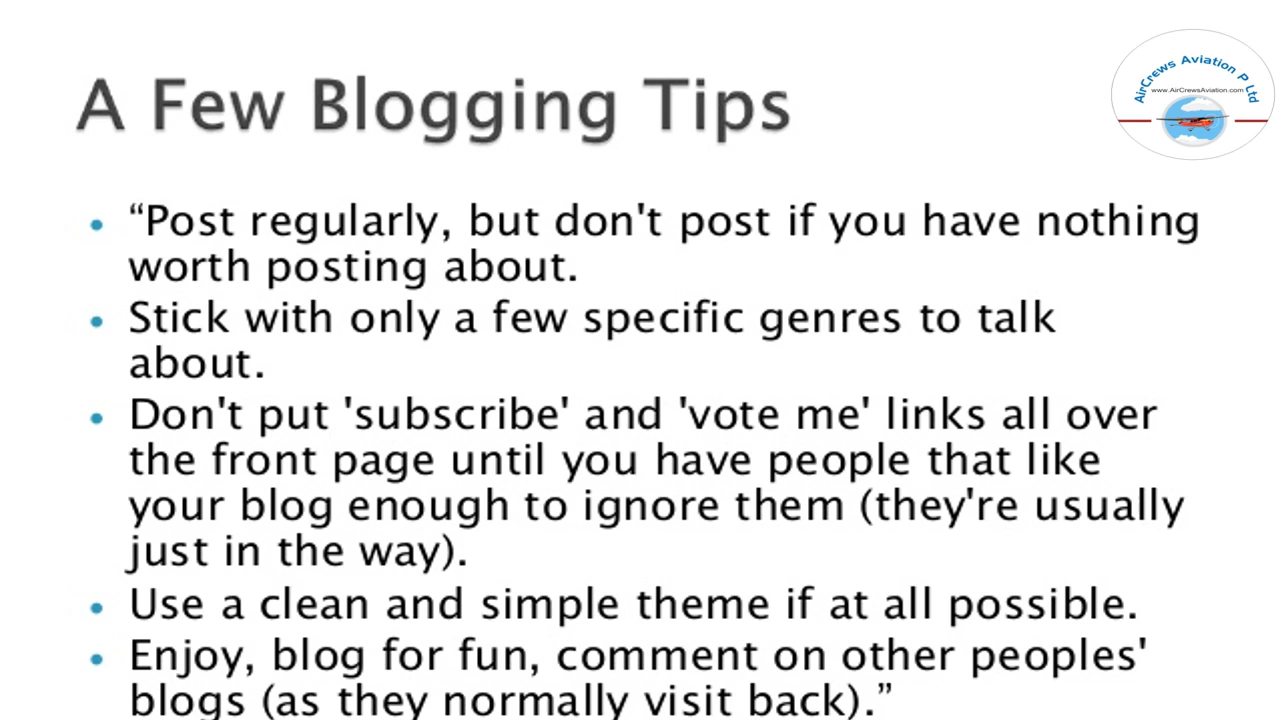 A Few Blogging Tips
AirCrews Aviation P Ltd
www.AirCrewsAviation.com
• “Post regularly, but don't post if you have nothing
worth posting about.
• Stick with only a few specific genres to talk
about.
• Don't put 'subscribe' and 'vote me' links all over
the front page until you have people that like
your blog enough to ignore them (they're usually
just in the way).
• Use a clean and simple theme if at all possible.
• Enjoy, blog for fun, comment on other peoples'
blogs (as they normally visit back).”